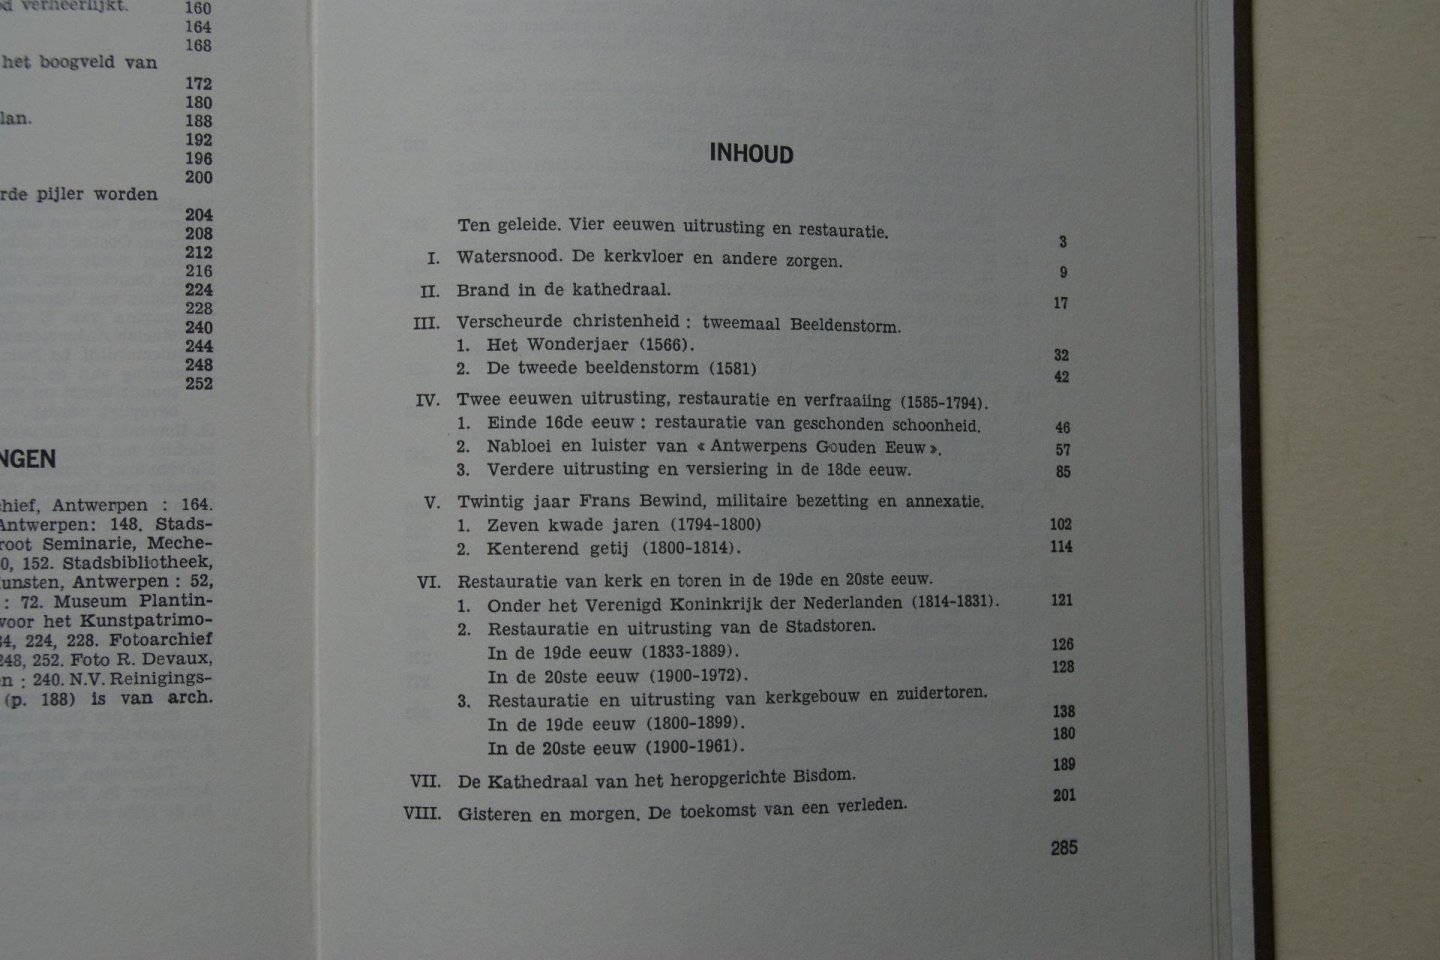 verheerlijkt. 160
164
168
het boogveld van
172
180
lan. 188
192
196
200
rde pijler worden
204
208
212
216
224
228
240
244
248
252
NGEN
chief, Antwerpen : 164.
Antwerpen: 148. Stads-
root Seminarie, Meche-
0, 152. Stadsbibliotheek,
unsten, Antwerpen : 52,
: 72. Museum Plantin-
voor het Kunstpatrimo-
34, 224, 228. Fotoarchief
248, 252. Foto R. Devaux,
en : 240. N.V. Reinigings-
(p. 188) is van arch.
INHOUD
Ten geleide. Vier eeuwen uitrusting en restauratie. 3
I. Watersnood. De kerkvloer en andere zorgen. 9
II. Brand in de kathedraal. 17
III. Verscheurde christenheid : tweemaal Beeldenstorm.
1. Het Wonderjaer (1566). 32
2. De tweede beeldenstorm (1581) 42
IV. Twee eeuwen uitrusting, restauratie en verfraaiing (1585-1794).
1. Einde 16de eeuw : restauratie van geschonden schoonheid. 46
2. Nabloei en luister van « Antwerpens Gouden Eeuw ». 57
3. Verdere uitrusting en versiering in de 18de eeuw. 85
V. Twintig jaar Frans Bewind, militaire bezetting en annexatie.
1. Zeven kwade jaren (1794-1800) 102
2. Kenterend getij (1800-1814). 114
VI. Restauratie van kerk en toren in de 19de en 20ste eeuw.
1. Onder het Verenigd Koninkrijk der Nederlanden (1814-1831). 121
2. Restauratie en uitrusting van de Stadstoren.
In de 19de eeuw (1833-1889). 126
In de 20ste eeuw (1900-1972). 128
3. Restauratie en uitrusting van kerkgebouw en zuidertoren.
In de 19de eeuw (1800-1899). 138
In de 20ste eeuw (1900-1961). 180
VII. De Kathedraal van het heropgerichte Bisdom. 189
VIII. Gisteren en morgen. De toekomst van een verleden. 201
285